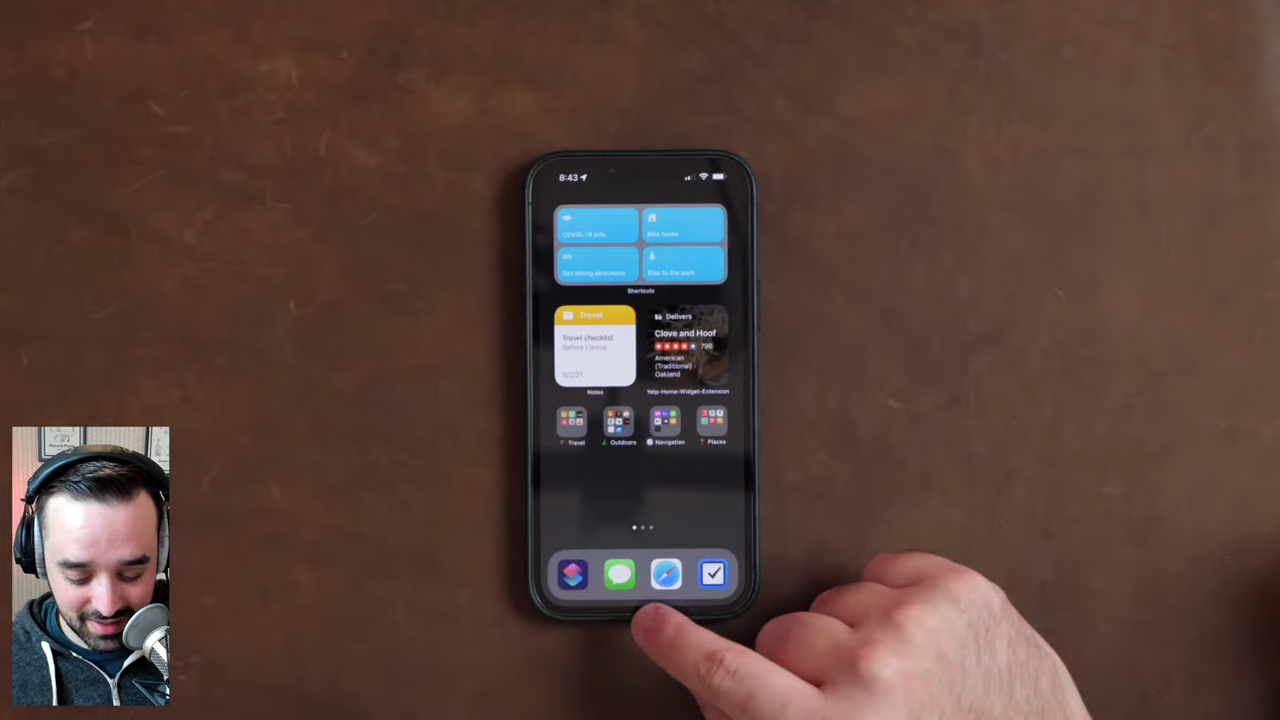 8:43
COVID-19 Info
Bike home
Get biking directions
Bike to the park
Shortcuts
Travel
Travel checklist
Before I leave
Notes
Delivers
Clove and Hoof
796
American
(Traditional) ·
Oakland
Yelp-Home-Widget-Extension
Travel
Outdoors
Navigation
Places